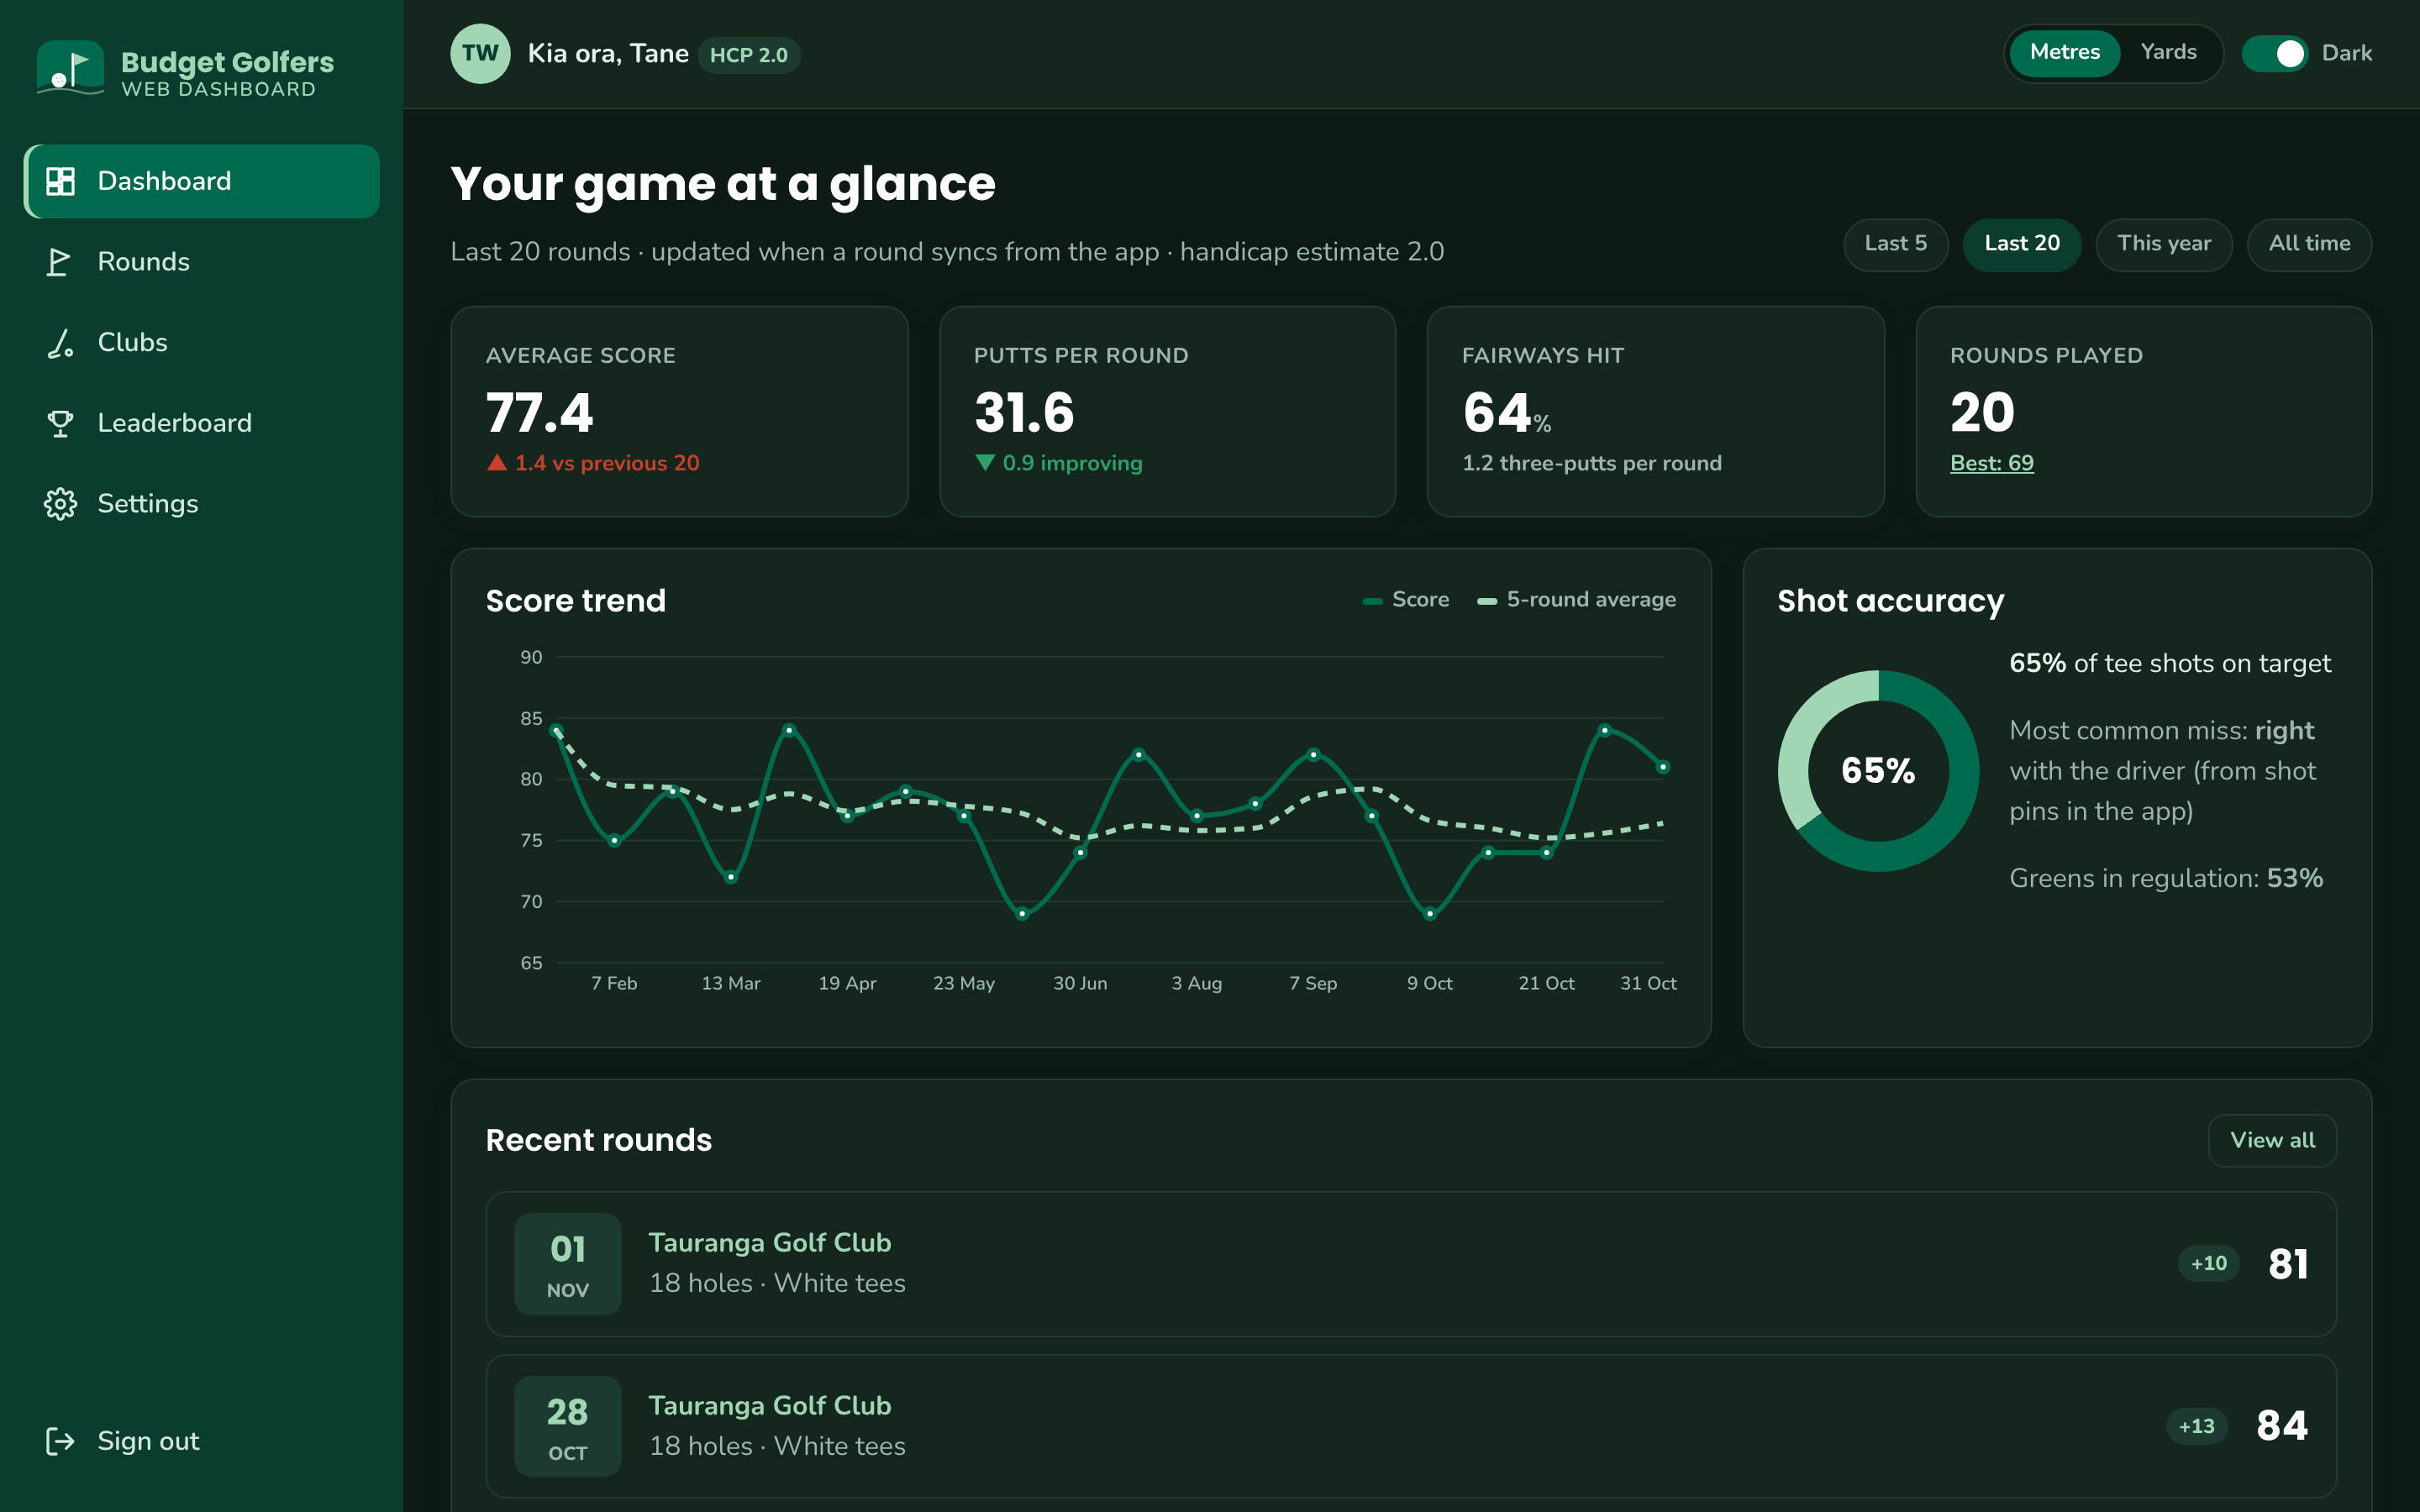 Budget Golfers
WEB DASHBOARD
Dashboard
Rounds
Clubs
Leaderboard
Settings
Sign out
TW
Kia ora, Tane
HCP 2.0
Metres
Yards
Dark
Your game at a glance
Last 20 rounds · updated when a round syncs from the app · handicap estimate 2.0
Last 5
Last 20
This year
All time
AVERAGE SCORE
77.4
▲ 1.4 vs previous 20
PUTTS PER ROUND
31.6
▼ 0.9 improving
FAIRWAYS HIT
64%
1.2 three-putts per round
ROUNDS PLAYED
20
Best: 69
Score trend
Score
5-round average
90
85
80
75
70
65
7 Feb
13 Mar
19 Apr
23 May
30 Jun
3 Aug
7 Sep
9 Oct
21 Oct
31 Oct
Shot accuracy
65%
65% of tee shots on target
Most common miss: right
with the driver (from shot
pins in the app)
Greens in regulation: 53%
Recent rounds
View all
01
NOV
Tauranga Golf Club
18 holes · White tees
+10
81
28
OCT
Tauranga Golf Club
18 holes · White tees
+13
84